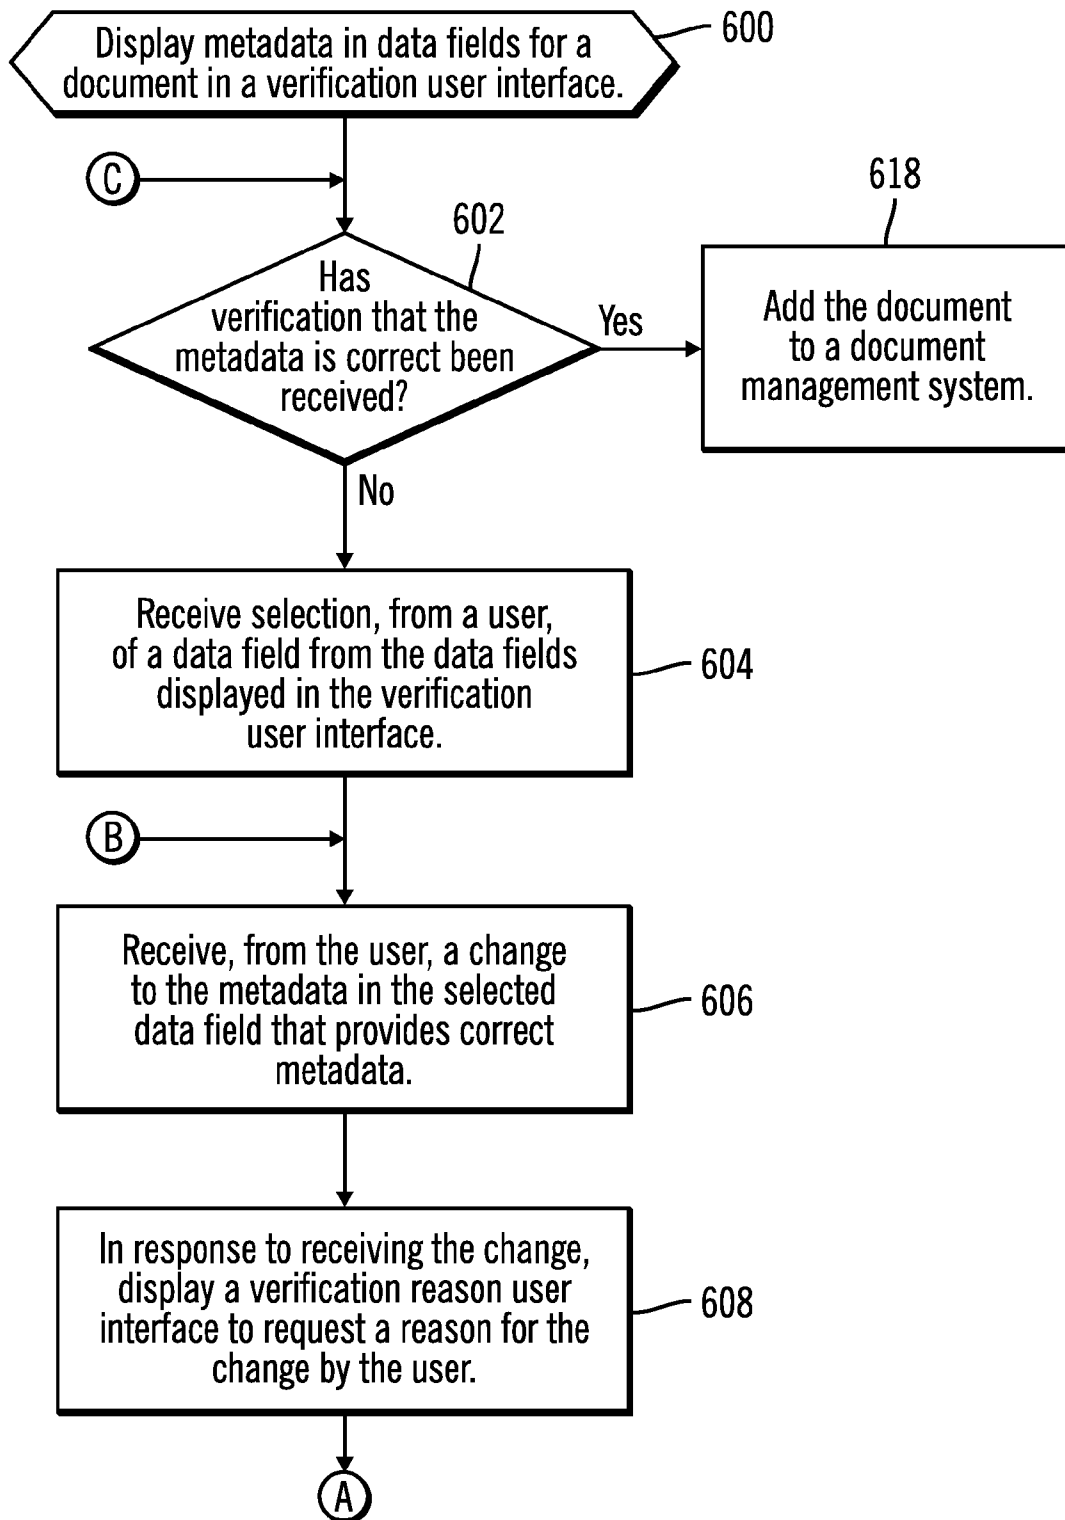 Display metadata in data fields for a
document in a verification user interface.
600
C
618
602
Has
verification that the
metadata is correct been
received?
Yes
Add the document
to a document
management system.
No
Receive selection, from a user,
of a data field from the data fields
displayed in the verification
user interface.
604
B
Receive, from the user, a change
to the metadata in the selected
data field that provides correct
metadata.
606
In response to receiving the change,
display a verification reason user
interface to request a reason for the
change by the user.
608
A